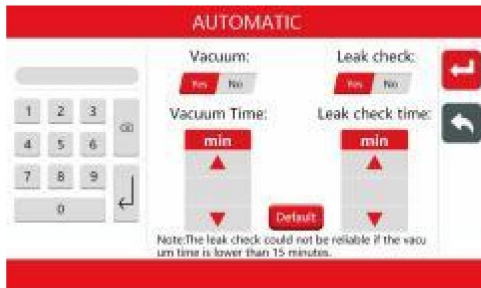 AUTOMATIC
Vacuum:
Leak check:
Yes No
Yes No
1 2 3
4 5 6
7 8 9
0
Vacuum Time:
Leak check time:
min
min
Default
Note:The leak check could not be reliable if the vacu
um time is lower than 15 minutes.